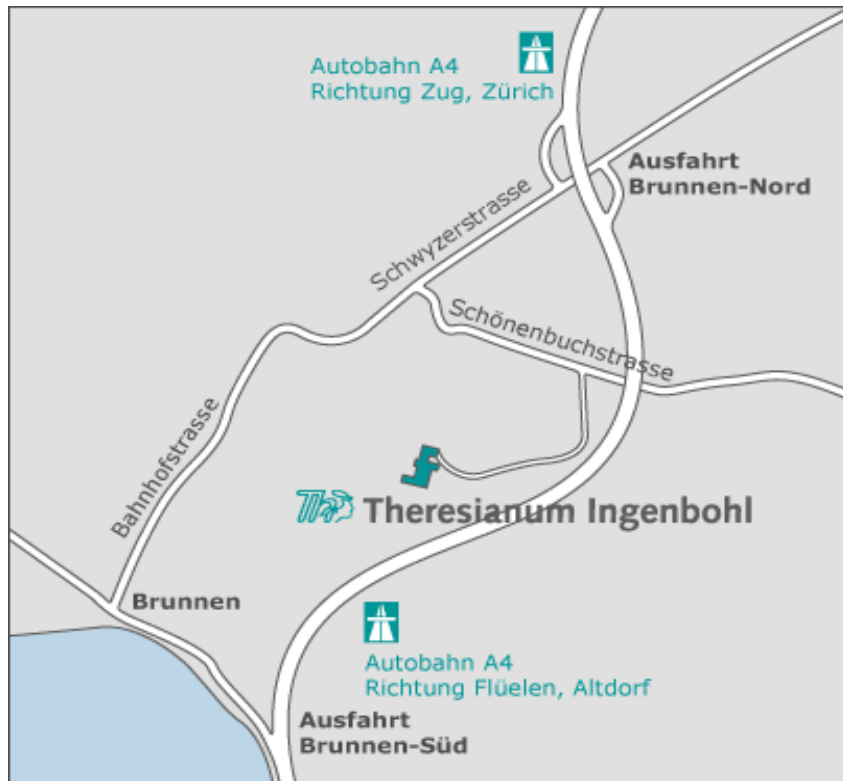 Autobahn A4
Richtung Zug, Zürich
Ausfahrt
Brunnen-Nord
Schwyzerstrasse
Schönenbuchstrasse
Bahnhofstrasse
Theresianum Ingenbohl
Brunnen
Autobahn A4
Richtung Flüelen, Altdorf
Ausfahrt
Brunnen-Süd